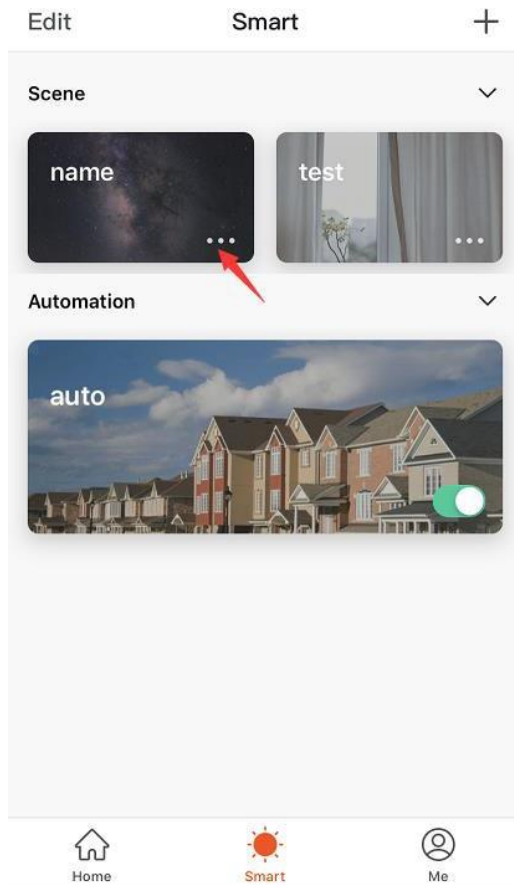 Edit Smart +
Scene
name test
Automation
auto
Home Smart Me